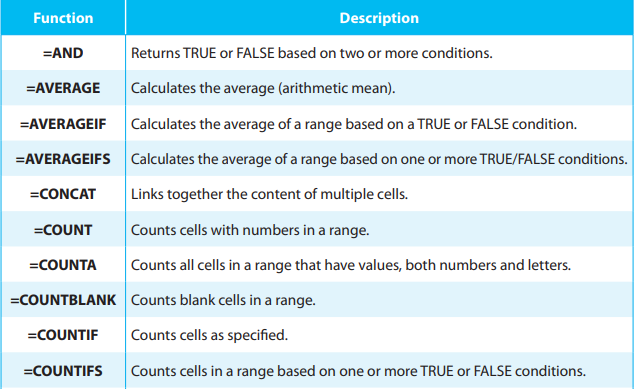 Function Description
=AND Returns TRUE or FALSE based on two or more conditions.
=AVERAGE Calculates the average (arithmetic mean).
=AVERAGEIF Calculates the average of a range based on a TRUE or FALSE condition.
=AVERAGEIFS Calculates the average of a range based on one or more TRUE/FALSE conditions.
=CONCAT Links together the content of multiple cells.
=COUNT Counts cells with numbers in a range.
=COUNTA Counts all cells in a range that have values, both numbers and letters.
=COUNTBLANK Counts blank cells in a range.
=COUNTIF Counts cells as specified.
=COUNTIFS Counts cells in a range based on one or more TRUE or FALSE conditions.